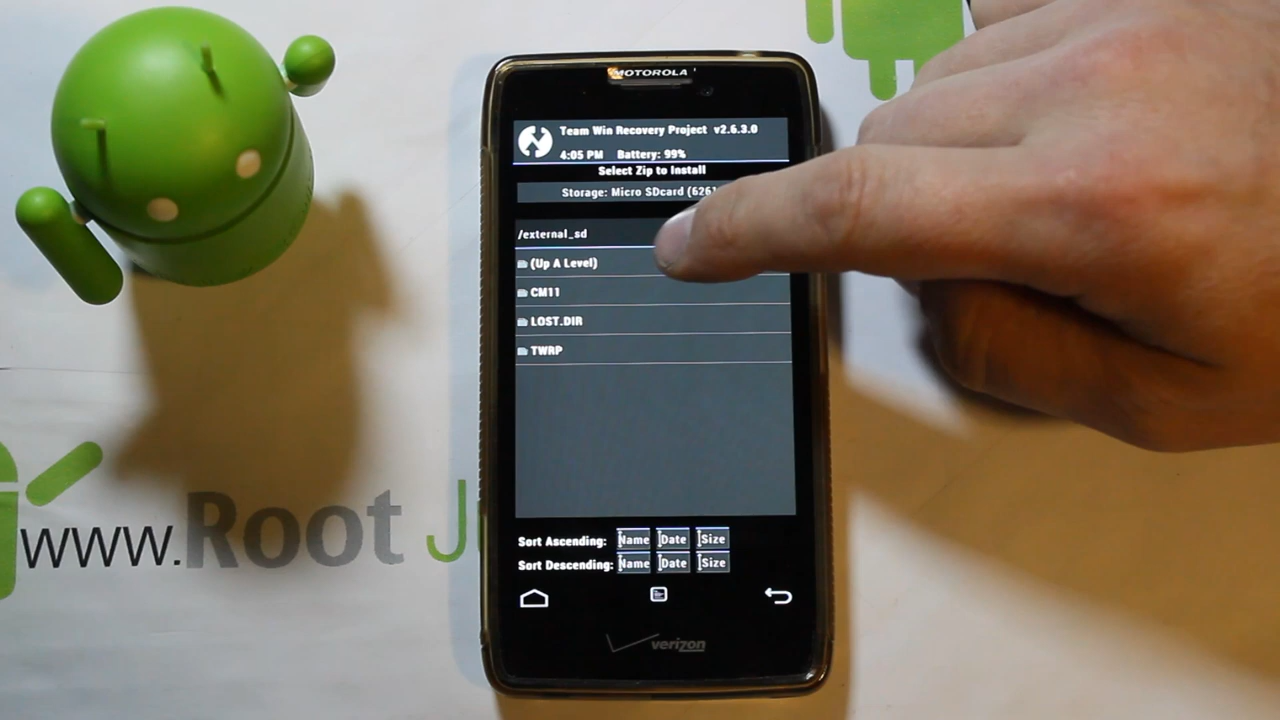 MOTOROLA
Team Win Recovery Project v2.6.3.0
4:05 PM Battery: 99%
Select Zip to Install
Storage: Micro SDcard (626
/external_sd
(Up A Level)
CM11
LOST.DIR
TWRP
Sort Ascending: Name Date Size
Sort Descending: Name Date Size
verizon
www.Root J